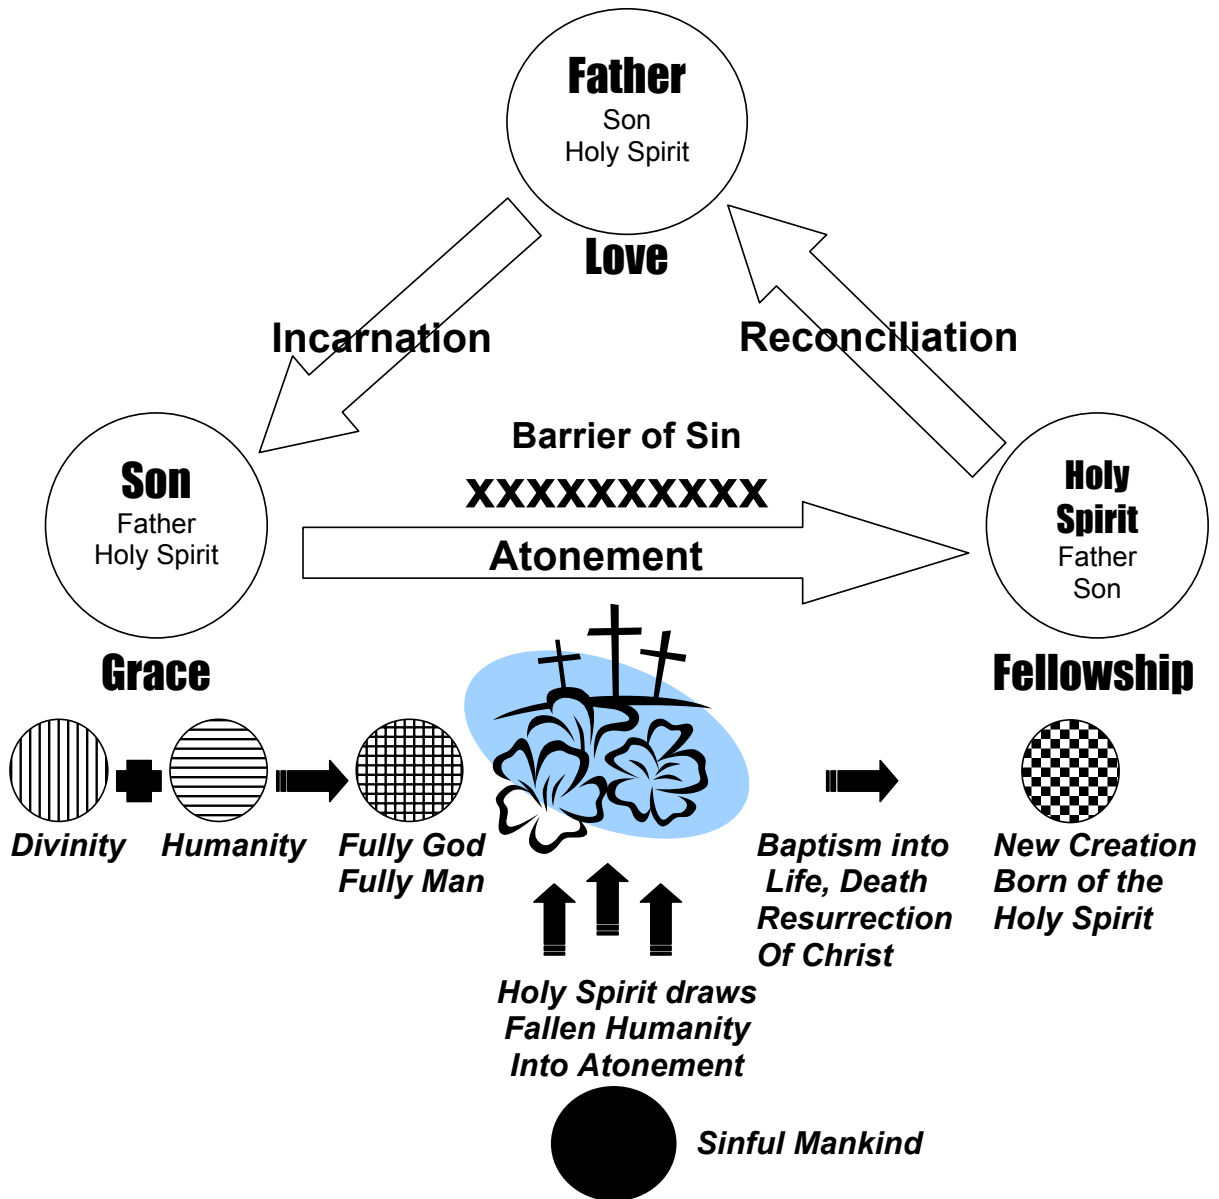 Father
Son
Holy Spirit
Love
Incarnation
Reconciliation
Barrier of Sin
xxxxxxxxxx
Son
Father
Holy Spirit
Atonement
Holy
Spirit
Father
Son
Grace
Fellowship
Divinity
Humanity
Fully God
Fully Man
Baptism into
Life, Death
Resurrection
Of Christ
New Creation
Born of the
Holy Spirit
Holy Spirit draws
Fallen Humanity
Into Atonement
Sinful Mankind